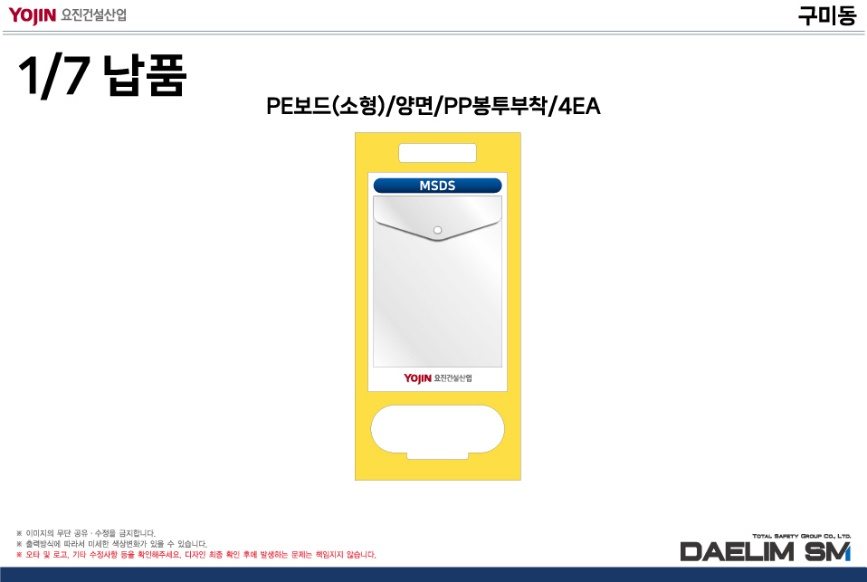 YOJIN 요진건설산업
구미동
1/7 납품
PE보드(소형)/양면/PP봉투부착/4EA
MSDS
YOJIN 요진건설산업
※ 이미지의 무단 공유 · 수정을 금지합니다.
※ 출력방식에 따라서 미세한 색상변화가 있을 수 있습니다.
※ 오타 및 로고, 기타 수정사항 등을 확인해주세요. 디자인 최종 확인 후에 발생하는 문제는 책임지지 않습니다.
TOTAL SAFETY GROUP CO., LTD.
DAELIM SM